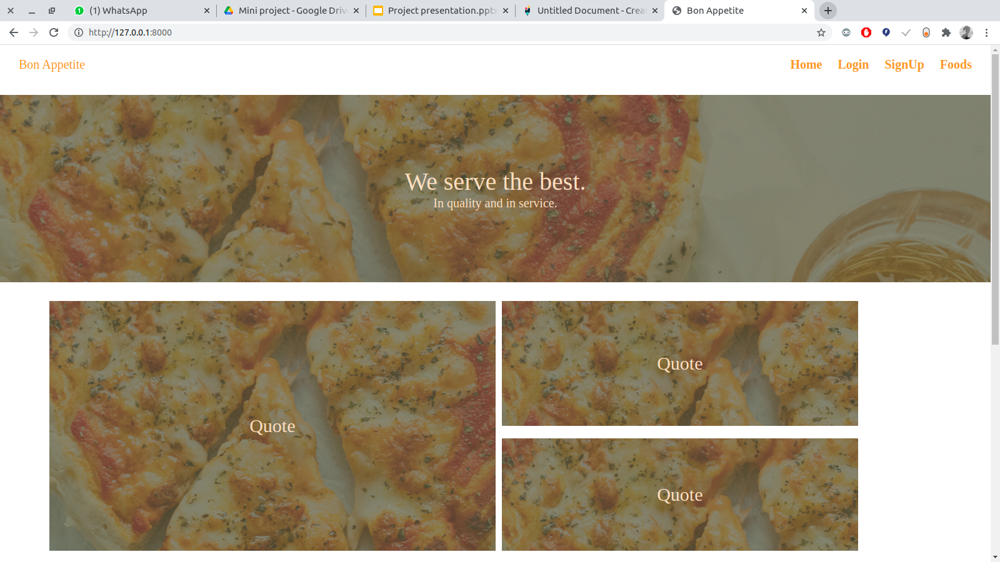 (1) WhatsApp
Mini project - Google Driv
Project presentation.ppt
Untitled Document - Crea
Bon Appetite
http://127.0.0.1:8000
Bon Appetite
Home Login SignUp Foods
We serve the best.
In quality and in service.
Quote
Quote
Quote